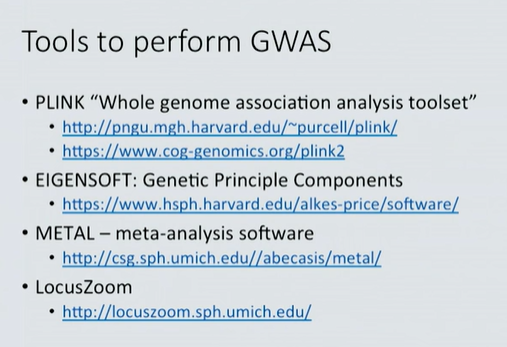 Tools to perform GWAS
• PLINK “Whole genome association analysis toolset”
• http://pngu.mgh.harvard.edu/~purcell/plink/
• https://www.cog-genomics.org/plink2
• EIGENSOFT: Genetic Principle Components
• https://www.hsph.harvard.edu/alkes-price/software/
• METAL – meta-analysis software
• http://csg.sph.umich.edu//abecasis/metal/
• LocusZoom
• http://locuszoom.sph.umich.edu/